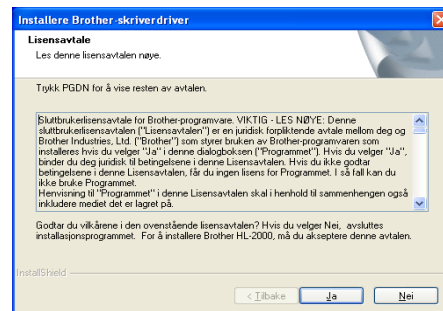 Installere Brother-skriverdriver
Lisensavtale
Les denne lisensavtalen nøye.
Trykk PGDN for å vise resten av avtalen.
Sluttbrukerlisensavtale for Brother-programvare. VIKTIG - LES NØYE: Denne
sluttbrukerlisensavtalen ("Lisensavtalen") er en juridisk forpliktende avtale mellom deg og
Brother Industries, Ltd. ("Brother") som styrer bruken av Brother-programvaren som
installeres hvis du velger "Ja" i denne dialogboksen ("Programmet"). Hvis du velger "Ja",
binder du deg juridisk til betingelsene i denne Lisensavtalen. Hvis du ikke godtar
betingelsene i denne Lisensavtalen, får du ingen lisens for Programmet. I så fall kan du
ikke bruke Programmet.
Henvisning til "Programmet" i denne Lisensavtalen skal i henhold til sammenhengen også
inkludere mediet det er lagret på.
Godtar du vilkårene i den ovenstående lisensavtalen? Hvis du velger Nei, avsluttes
installasjonsprogrammet. For å installere Brother HL-2000, må du akseptere denne avtalen.
InstallShield
< Tilbake Ja Nei